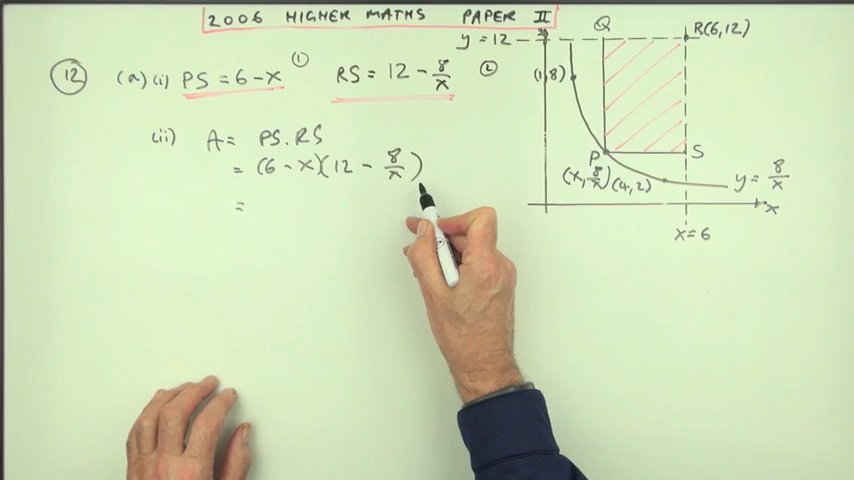 2006 HIGHER MATHS PAPER II
12 (a) (i) PS = 6 - x (1) RS = 12 - 8/x (2)
(ii) A = PS.RS
= (6 - x)(12 - 8/x)
=
Q
y = 12
R(6,12)
(1,8)
P
S
(x, 8/x) (4,2)
y = 8/x
x
x = 6